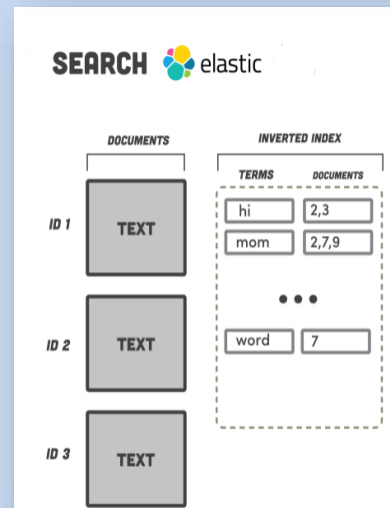 SEARCH elastic
DOCUMENTS
INVERTED INDEX
TERMS DOCUMENTS
ID 1
TEXT
hi 2,3
mom 2,7,9
ID 2
TEXT
word 7
ID 3
TEXT